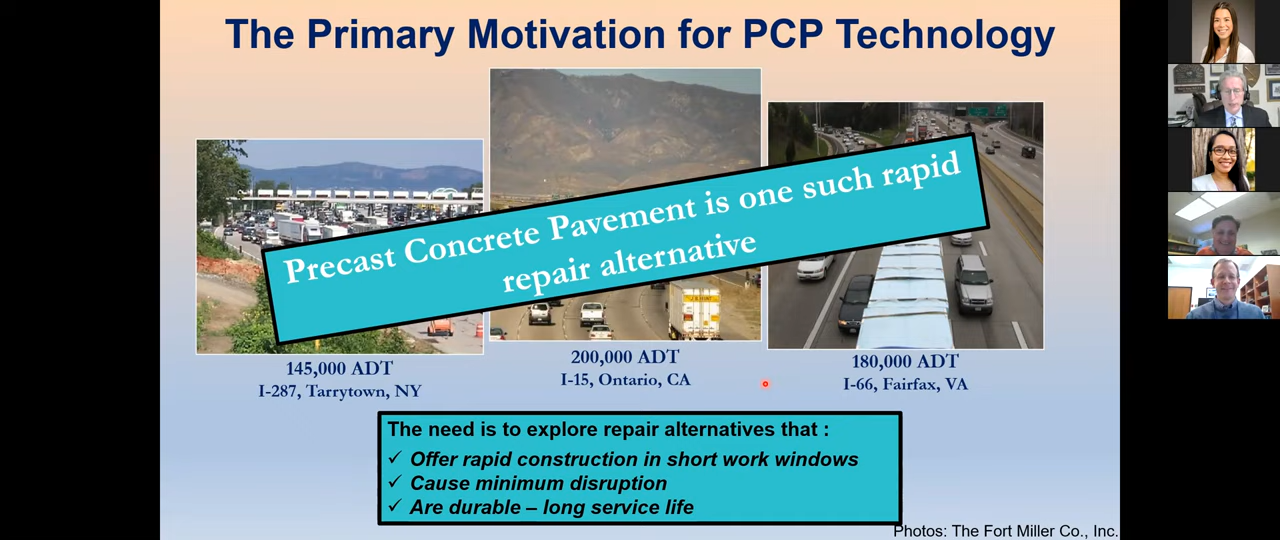 The Primary Motivation for PCP Technology
Precast Concrete Pavement is one such rapid
repair alternative
145,000 ADT
I-287, Tarrytown, NY
200,000 ADT
I-15, Ontario, CA
180,000 ADT
I-66, Fairfax, VA
The need is to explore repair alternatives that :
✓ Offer rapid construction in short work windows
✓ Cause minimum disruption
✓ Are durable – long service life
Photos: The Fort Miller Co., Inc.